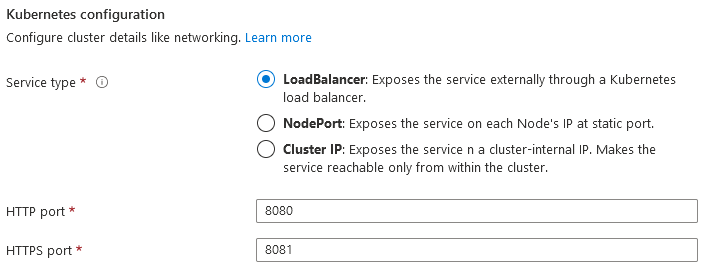 Kubernetes configuration
Configure cluster details like networking. Learn more
Service type *
LoadBalancer: Exposes the service externally through a Kubernetes
load balancer.
NodePort: Exposes the service on each Node's IP at static port.
Cluster IP: Exposes the service n a cluster-internal IP. Makes the
service reachable only from within the cluster.
HTTP port * 8080
HTTPS port * 8081